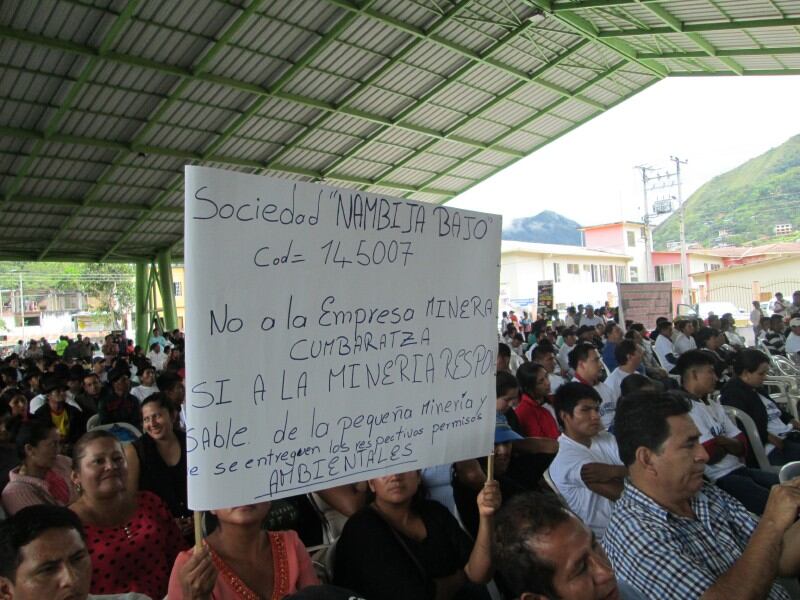 Sociedad "NAMBIJA BAJO"
Cod= 145007
No a la Empresa MINERA
CUMBARATZA
SI A LA MINERIA RESPO
SABLE. de la pequeña Minería y
e se entreguen los respectivos permisos
AMBIENTALES